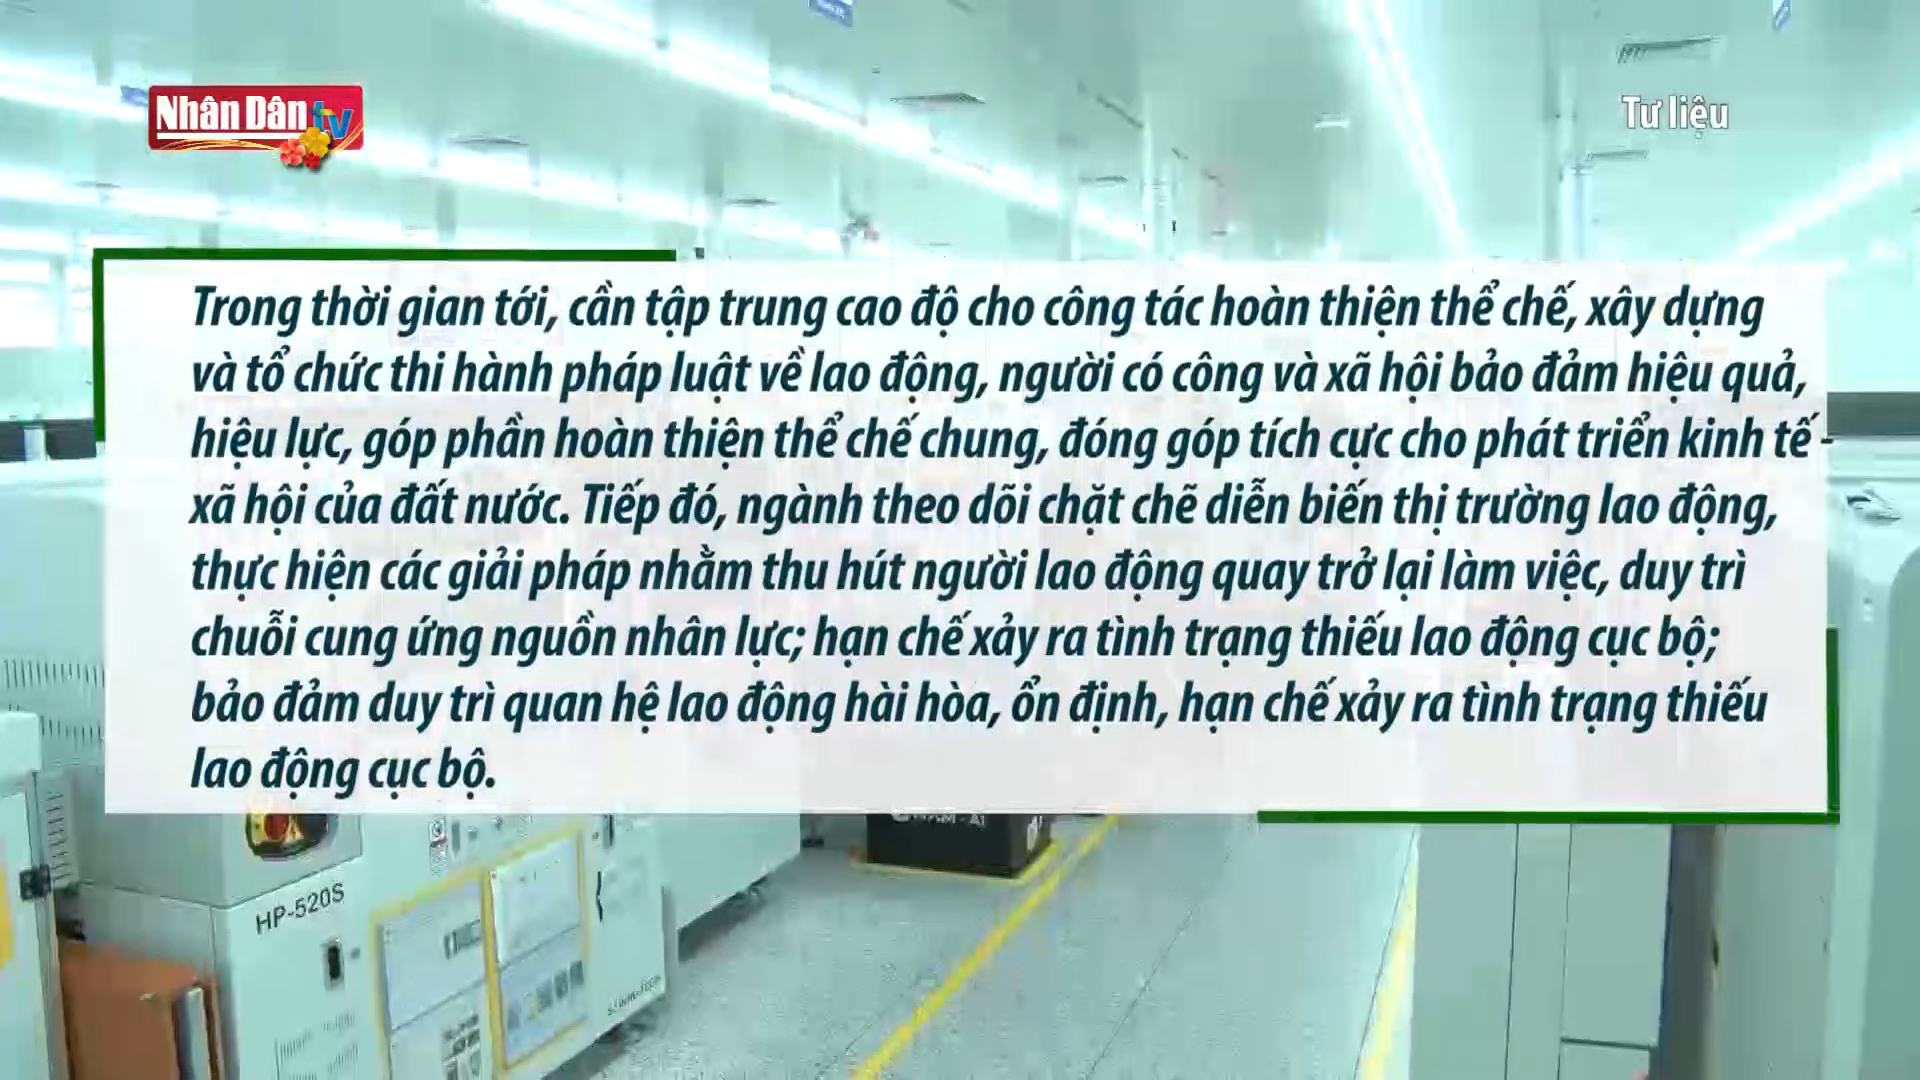 Nhân Dân tv
Tư liệu
Trong thời gian tới, cần tập trung cao độ cho công tác hoàn thiện thể chế, xây dựng
và tổ chức thi hành pháp luật về lao động, người có công và xã hội bảo đảm hiệu quả,
hiệu lực, góp phần hoàn thiện thể chế chung, đóng góp tích cực cho phát triển kinh tế -
xã hội của đất nước. Tiếp đó, ngành theo dõi chặt chẽ diễn biến thị trường lao động,
thực hiện các giải pháp nhằm thu hút người lao động quay trở lại làm việc, duy trì
chuỗi cung ứng nguồn nhân lực; hạn chế xảy ra tình trạng thiếu lao động cục bộ;
bảo đảm duy trì quan hệ lao động hài hòa, ổn định, hạn chế xảy ra tình trạng thiếu
lao động cục bộ.
HP-520S